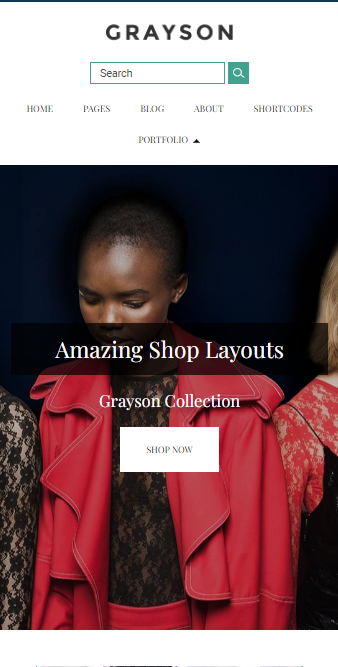 GRAYSON
Search
HOME PAGES BLOG ABOUT SHORTCODES
PORTFOLIO
Amazing Shop Layouts
Grayson Collection
SHOP NOW